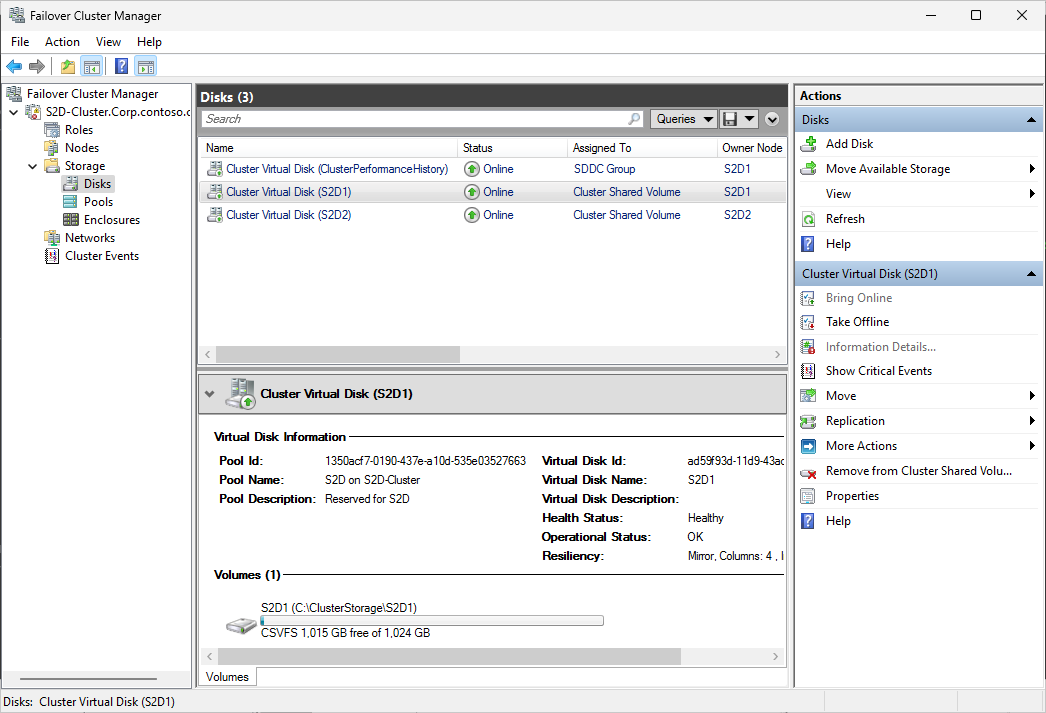 Failover Cluster Manager
File Action View Help
Failover Cluster Manager
S2D-Cluster.Corp.contoso.c
Roles
Nodes
Storage
Disks
Pools
Enclosures
Networks
Cluster Events
Disks (3)
Search
Queries
Name Status Assigned To Owner Node
Cluster Virtual Disk (ClusterPerformanceHistory) Online SDDC Group S2D1
Cluster Virtual Disk (S2D1) Online Cluster Shared Volume S2D1
Cluster Virtual Disk (S2D2) Online Cluster Shared Volume S2D2
Cluster Virtual Disk (S2D1)
Virtual Disk Information
Pool Id: 1350acf7-0190-437e-a10d-535e03527663
Pool Name: S2D on S2D-Cluster
Pool Description: Reserved for S2D
Virtual Disk Id: ad59f93d-11d9-43ac
Virtual Disk Name: S2D1
Virtual Disk Description:
Health Status: Healthy
Operational Status: OK
Resiliency: Mirror, Columns: 4 ,
Volumes (1)
S2D1 (C:\ClusterStorage\S2D1)
CSVFS 1,015 GB free of 1,024 GB
Volumes
Actions
Disks
Add Disk
Move Available Storage
View
Refresh
Help
Cluster Virtual Disk (S2D1)
Bring Online
Take Offline
Information Details...
Show Critical Events
Move
Replication
More Actions
Remove from Cluster Shared Volu...
Properties
Help
Disks: Cluster Virtual Disk (S2D1)